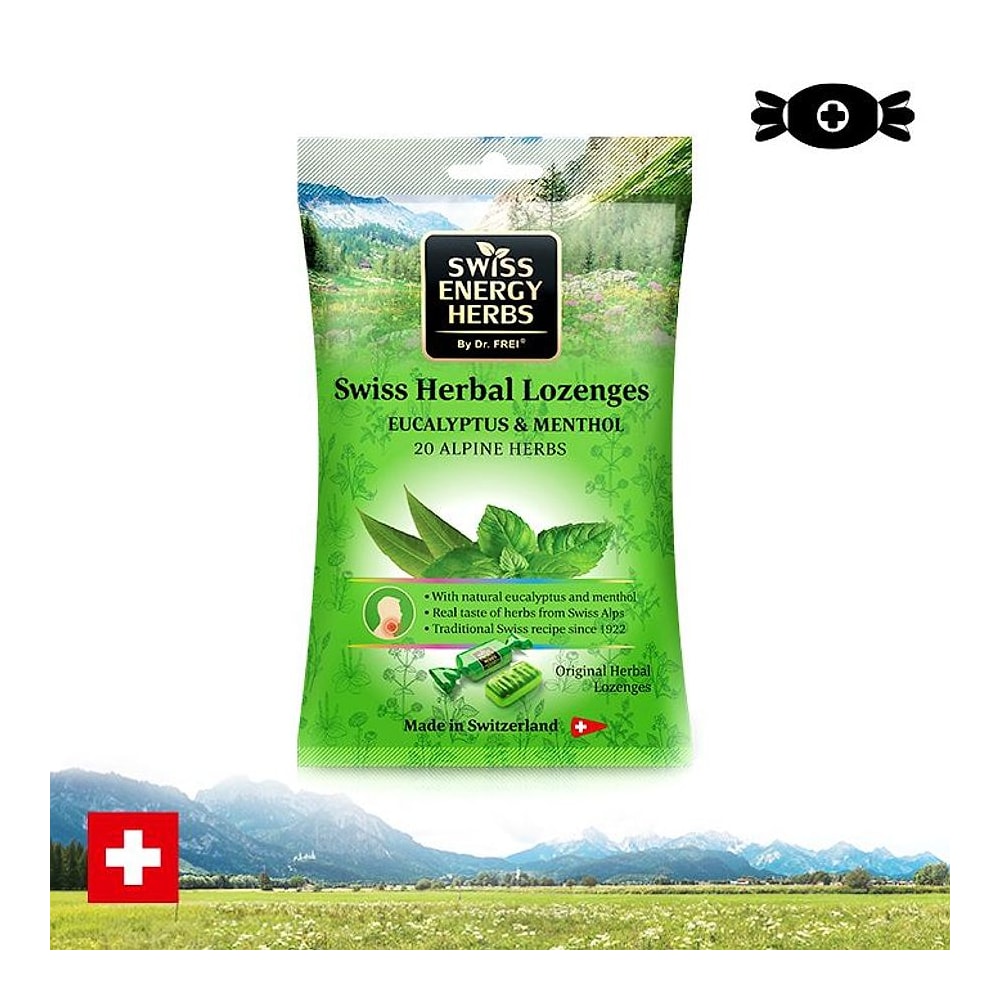 SWISS
ENERGY
HERBS
By Dr. FREI®
Swiss Herbal Lozenges
EUCALYPTUS & MENTHOL
20 ALPINE HERBS
• With natural eucalyptus and menthol
• Real taste of herbs from Swiss Alps
• Traditional Swiss recipe since 1922
Original Herbal
Lozenges
Made in Switzerland